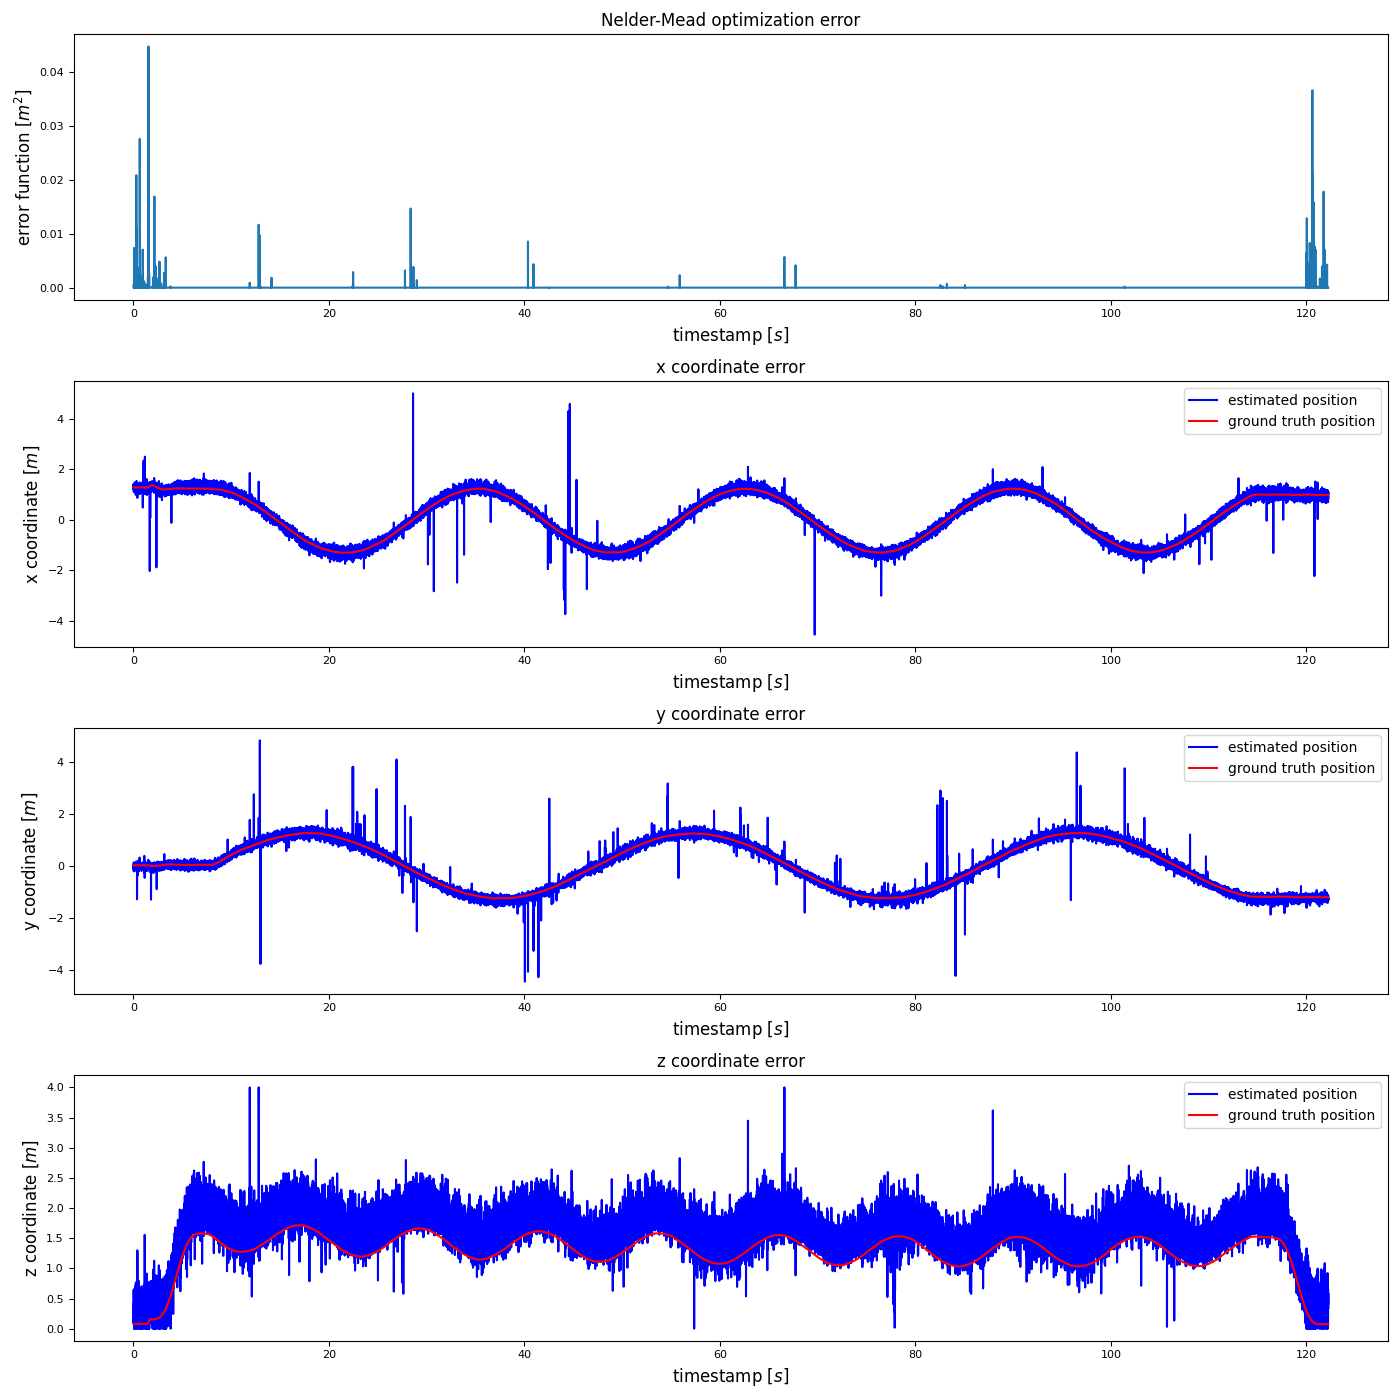 Nelder-Mead optimization error
error function [m²]
0.04
0.03
0.02
0.01
0.00
0 20 40 60 80 100 120
timestamp [s]
x coordinate error
x coordinate [m]
4
2
0
−2
−4
estimated position
ground truth position
0 20 40 60 80 100 120
timestamp [s]
y coordinate error
y coordinate [m]
4
2
0
−2
−4
estimated position
ground truth position
0 20 40 60 80 100 120
timestamp [s]
z coordinate error
z coordinate [m]
4.0
3.5
3.0
2.5
2.0
1.5
1.0
0.5
0.0
estimated position
ground truth position
0 20 40 60 80 100 120
timestamp [s]